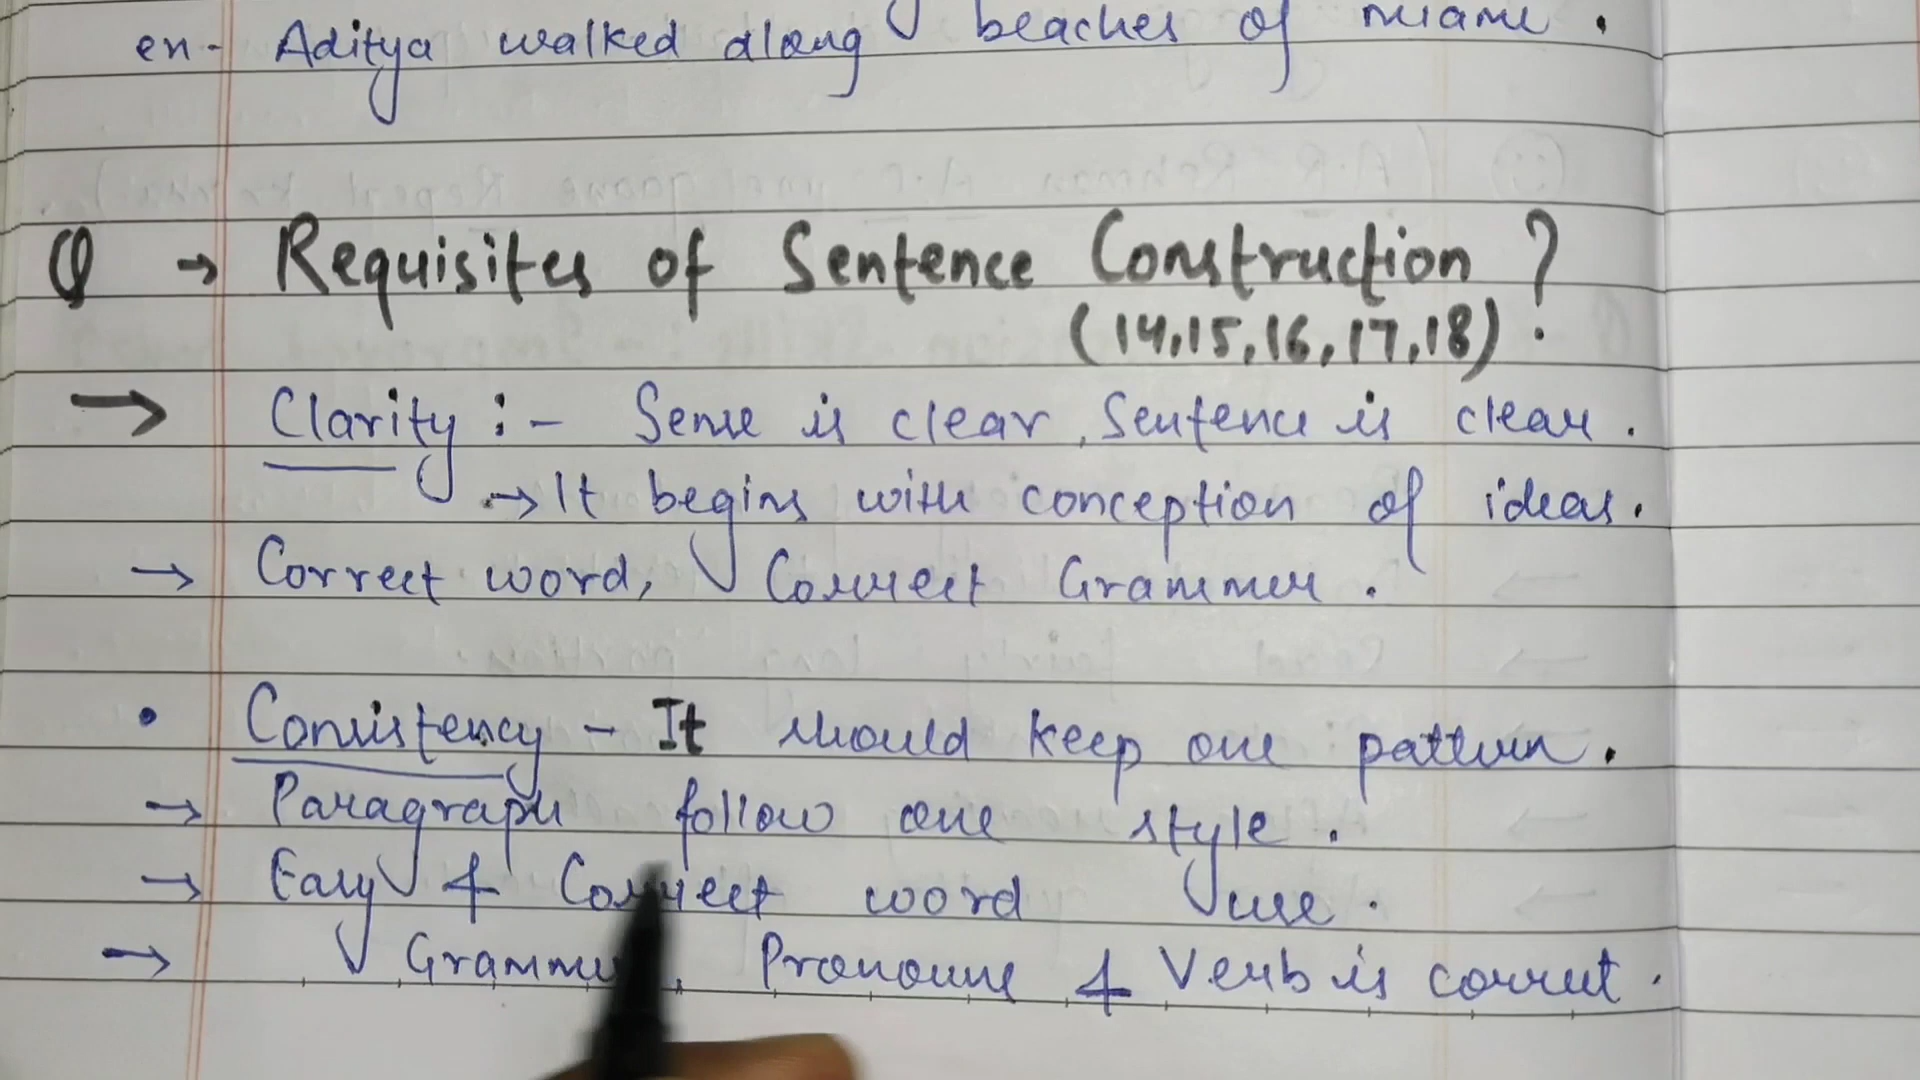 ex- Aditya walked along beaches of miami.
Q → Requisites of Sentence Construction?
(14,15,16,17,18).
→ Clarity :- Sense is clear, Sentence is clear.
→ It begins with conception of ideas.
→ Correct word, Correct Grammer.
• Consistency - It should keep one pattern.
→ Paragraph follow one style.
→ Easy & Correct word use.
→ Grammer, Pronoune & Verb is correct.